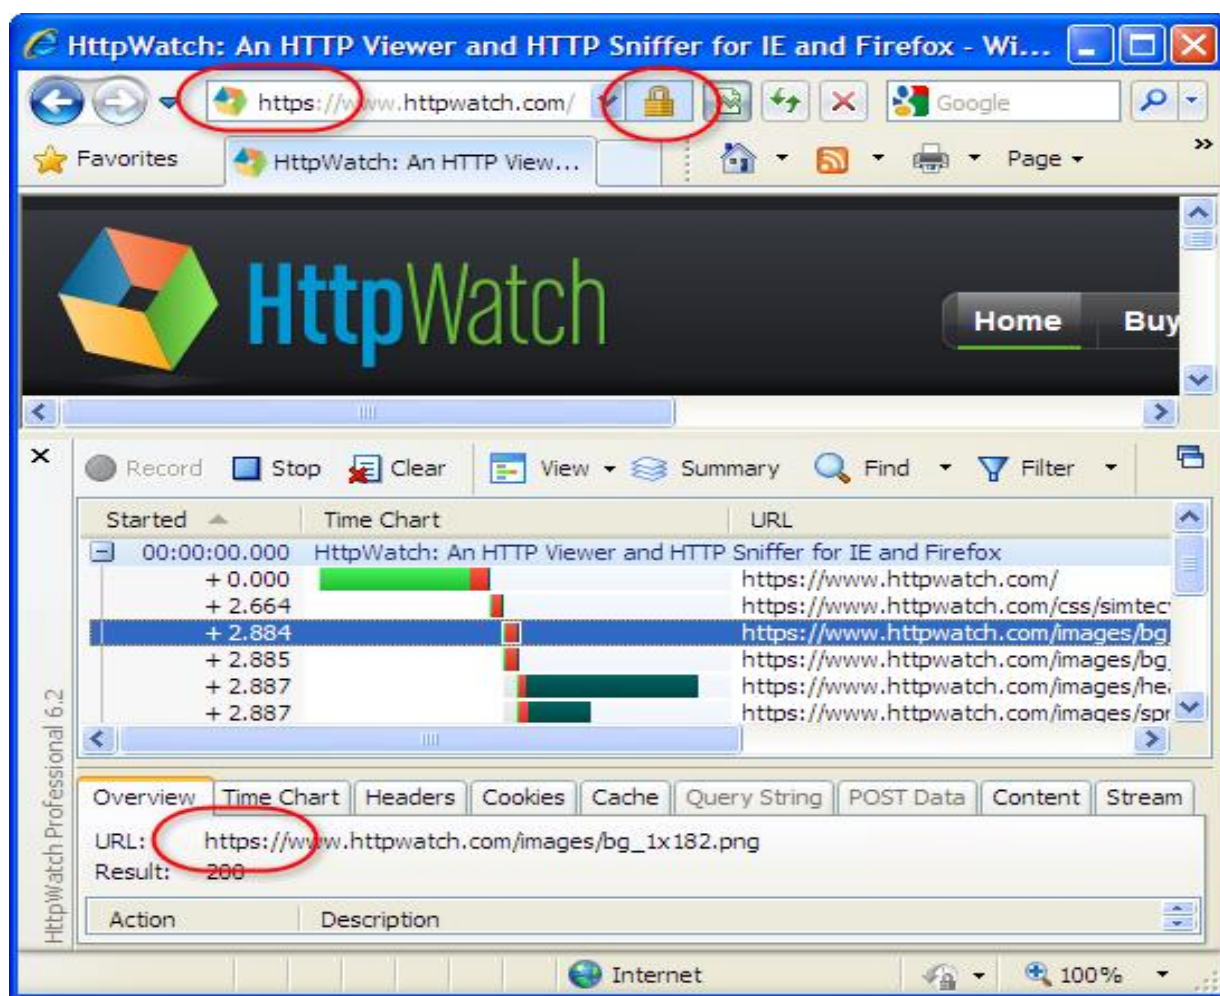 HttpWatch: An HTTP Viewer and HTTP Sniffer for IE and Firefox - Wi...
https://www.httpwatch.com/ Google
Favorites HttpWatch: An HTTP View... Page
HttpWatch
Home Buy
Record Stop Clear View Summary Find Filter
Started Time Chart URL
00:00:00.000 HttpWatch: An HTTP Viewer and HTTP Sniffer for IE and Firefox
+ 0.000 https://www.httpwatch.com/
+ 2.664 https://www.httpwatch.com/css/simtec
+ 2.884 https://www.httpwatch.com/images/bg_
+ 2.885 https://www.httpwatch.com/images/bg_
+ 2.887 https://www.httpwatch.com/images/hea
+ 2.887 https://www.httpwatch.com/images/spr
HttpWatch Professional 6.2
Overview Time Chart Headers Cookies Cache Query String POST Data Content Stream
URL: https://www.httpwatch.com/images/bg_1x182.png
Result: 200
Action Description
Internet 100%